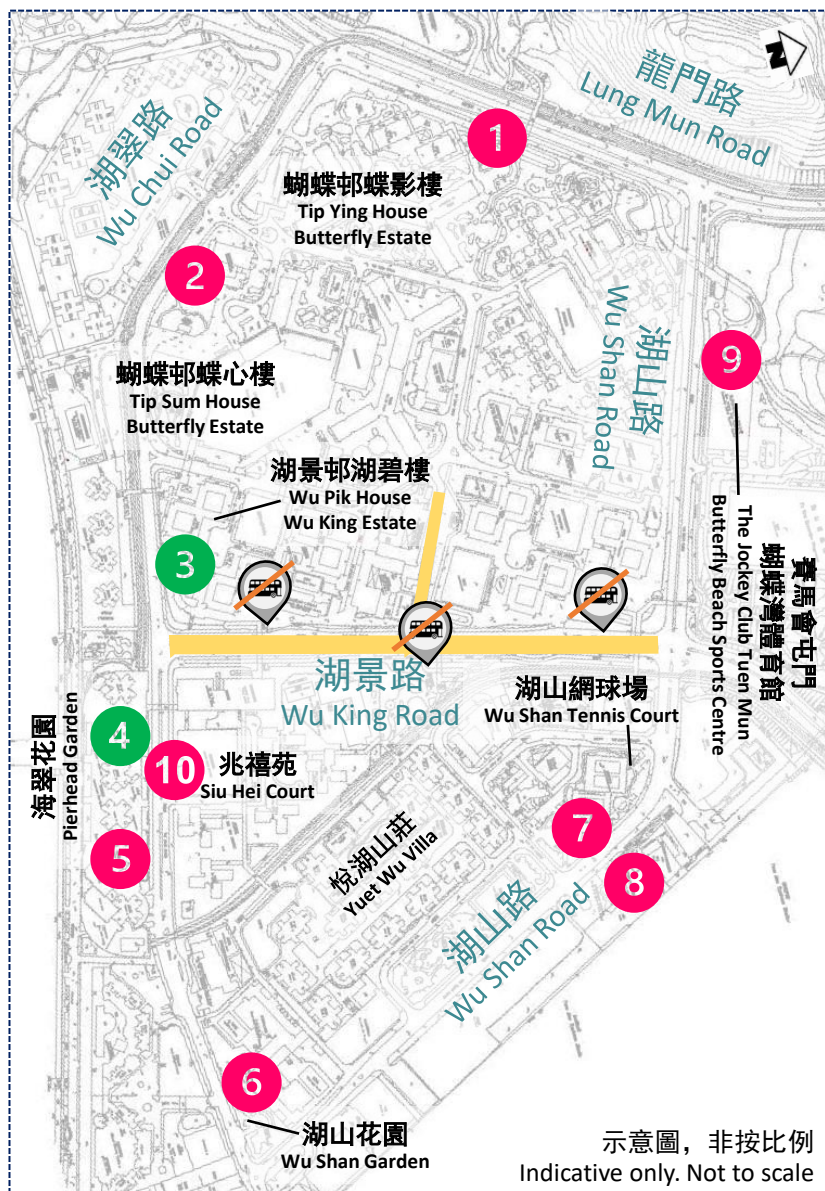 N
龍門路
Lung Mun Road
1
湖翠路
Wu Chui Road
蝴蝶邨蝶影樓
Tip Ying House
Butterfly Estate
2
湖山路
Wu Shan Road
9
蝴蝶邨蝶心樓
Tip Sum House
Butterfly Estate
湖景邨湖碧樓
Wu Pik House
Wu King Estate
賽馬會屯門
蝴蝶灣體育館
The Jockey Club Tuen Mun
Butterfly Beach Sports Centre
3
湖景路
Wu King Road
湖山網球場
Wu Shan Tennis Court
4
海翠花園
Pierhead Garden
10
兆禧苑
Siu Hei Court
5
悅湖山莊
Yuet Wu Villa
7
8
湖山路
Wu Shan Road
6
湖山花園
Wu Shan Garden
示意圖，非按比例
Indicative only. Not to scale